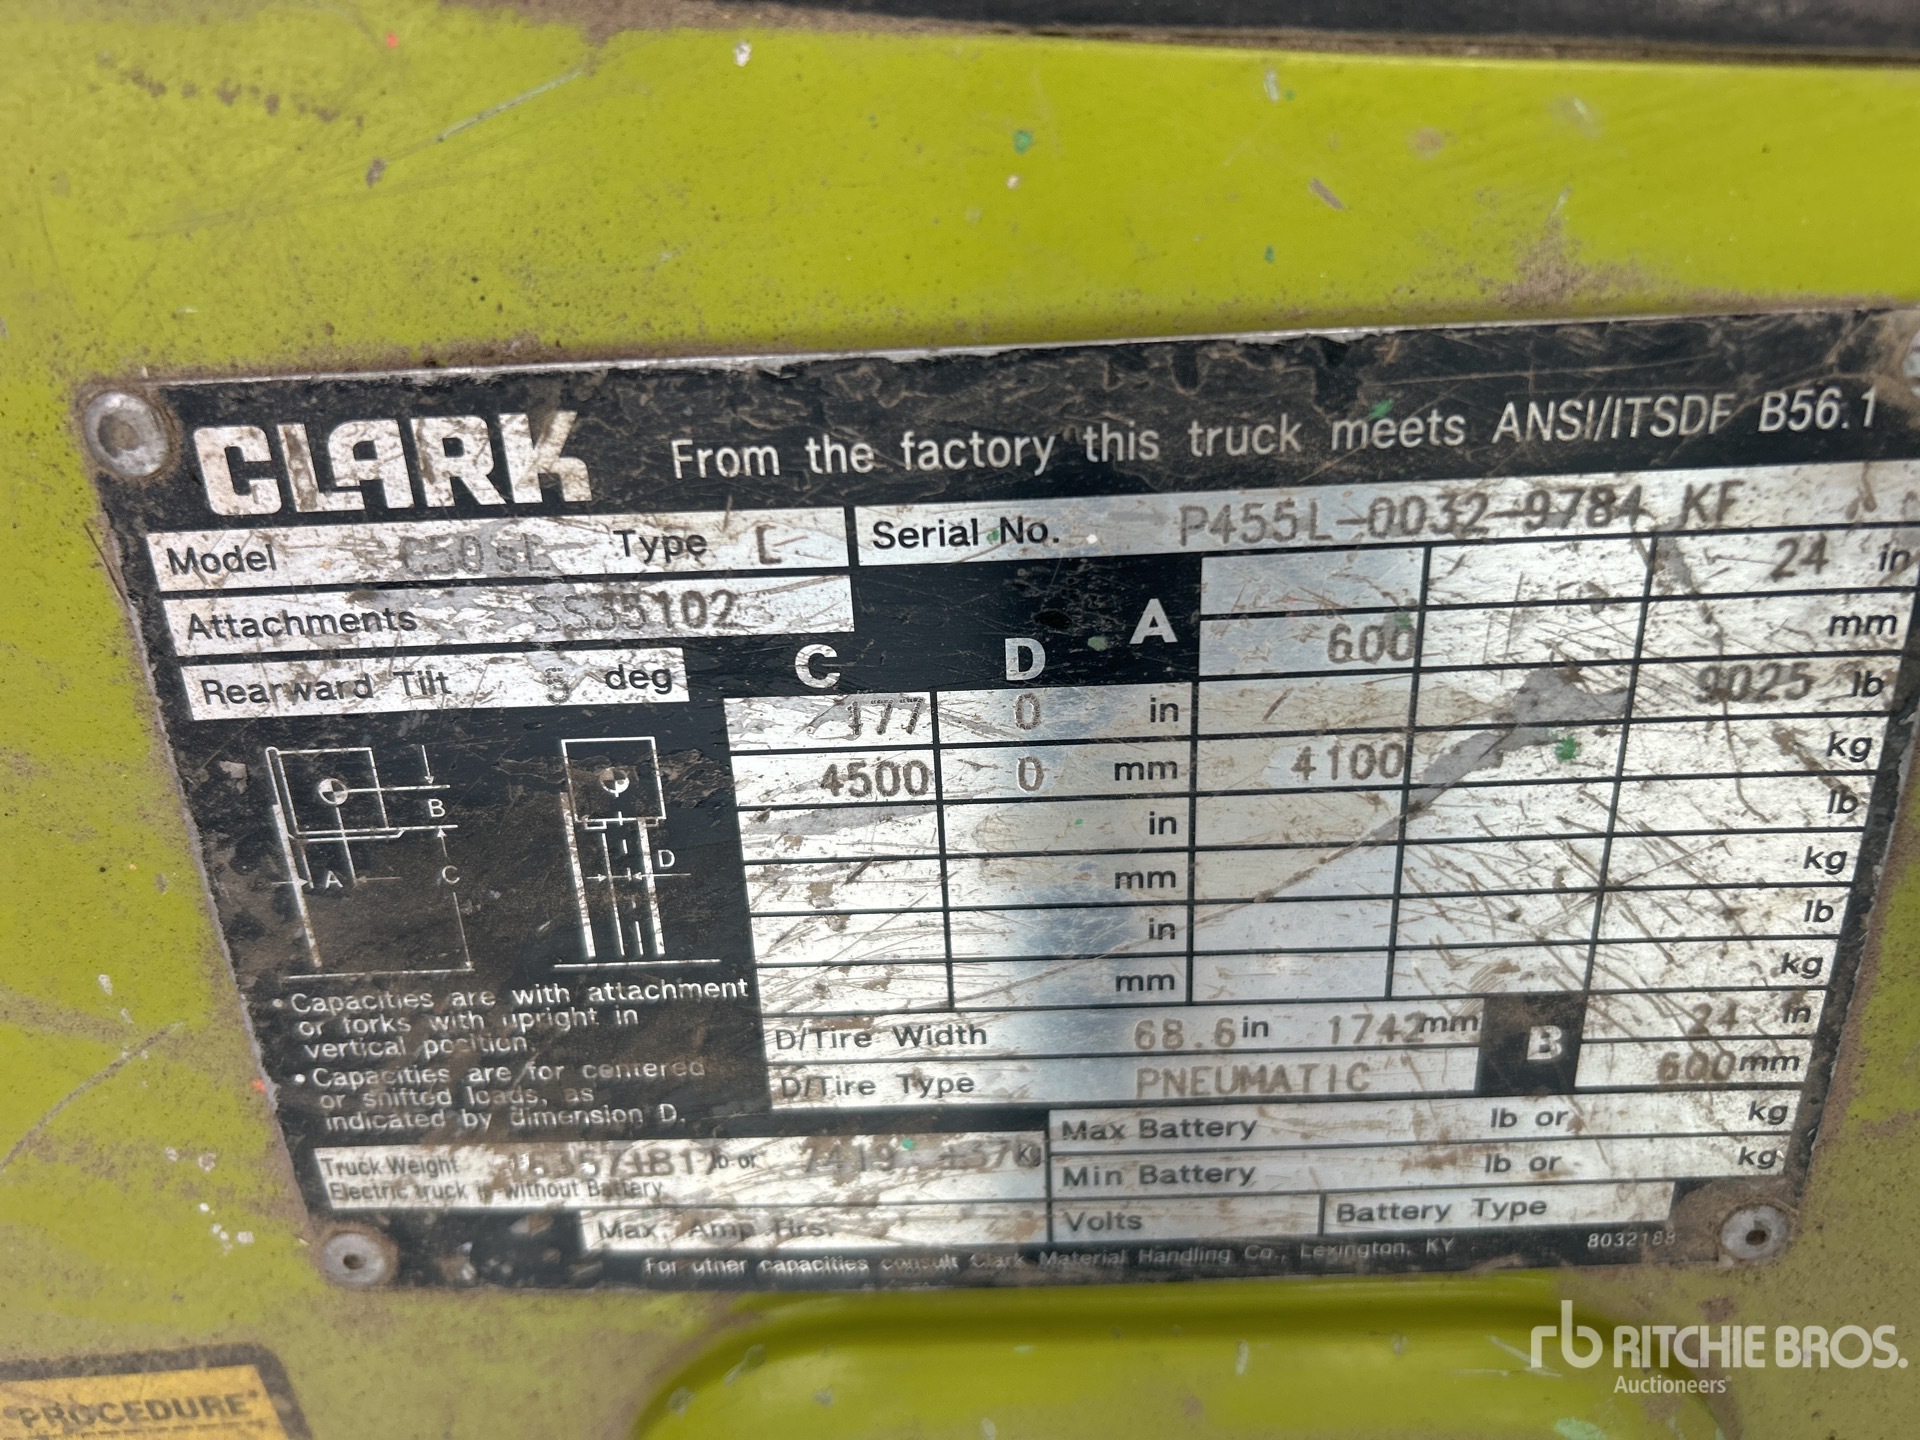 CLARK From the factory this truck meets ANSI/ITSDF B56.1
Model C50sL Type L Serial No. P455L-0032-9784 KF
Attachments SS35102
Rearward Tilt 5 deg
C D A
24 in
600 mm
177 0 in 9025 lb
4500 0 mm 4100 kg
in lb
mm kg
in lb
mm kg
B
A C
D
• Capacities are with attachment
or forks with upright in
vertical position.
• Capacities are for centered
or shifted loads, as
indicated by dimension D.
D/Tire Width 68.6 in 1742 mm
D/Tire Type PNEUMATIC
B 24 in
600 mm
Truck Weight lb or kg
Electric truck is without Battery
Max Battery lb or kg
Min Battery lb or kg
Max. Amp Hrs. Volts Battery Type
For other capacities consult Clark Material Handling Co., Lexington, KY 8032188
PROCEDURE
rb RITCHIE BROS.
Auctioneers